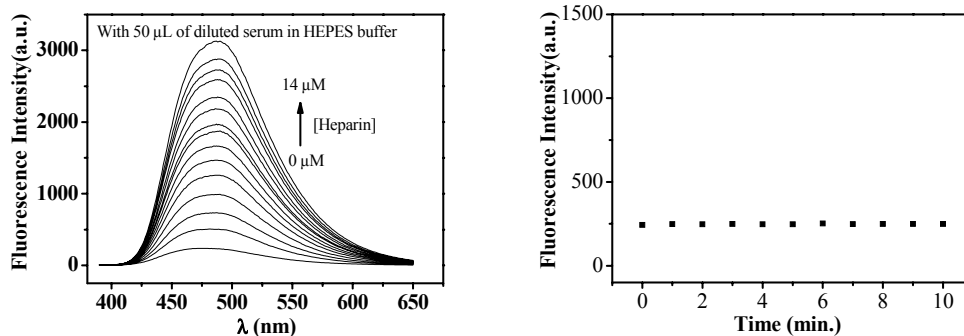 With 50 µL of diluted serum in HEPES buffer
14 µM
[Heparin]
0 µM
Fluorescence Intensity(a.u.)
3000
2000
1000
0
400 450 500 550 600 650
λ (nm)
Fluorescence Intensity(a.u.)
1500
1000
500
0
0 2 4 6 8 10
Time (min.)